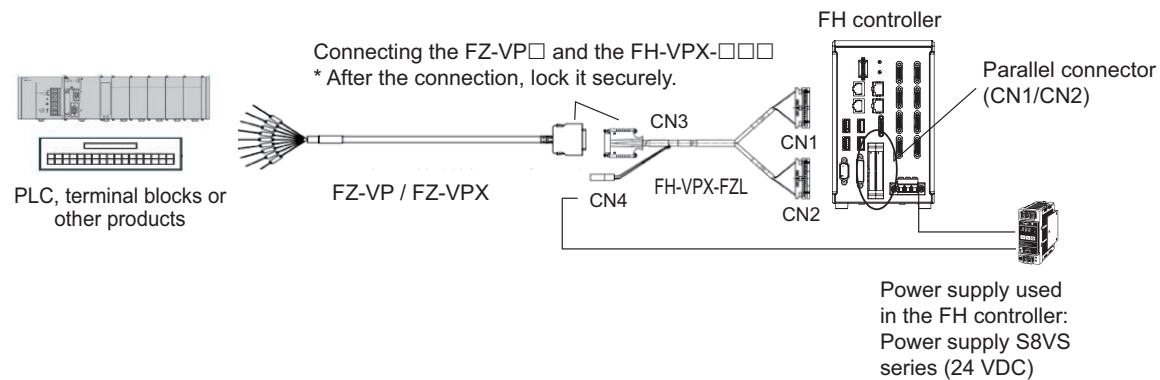 FH controller
Connecting the FZ-VP□ and the FH-VPX-□□□
* After the connection, lock it securely.
Parallel connector
(CN1/CN2)
CN3
CN1
FZ-VP / FZ-VPX
CN4
FH-VPX-FZL
CN2
PLC, terminal blocks or
other products
Power supply used
in the FH controller:
Power supply S8VS
series (24 VDC)